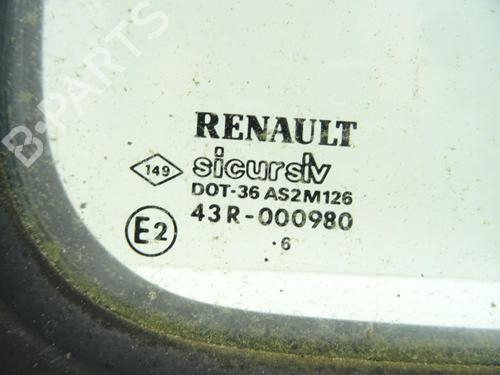 B-PARTS
RENAULT
149 sicursiv
DOT-36 AS2M126
E2 43R-000980
.6